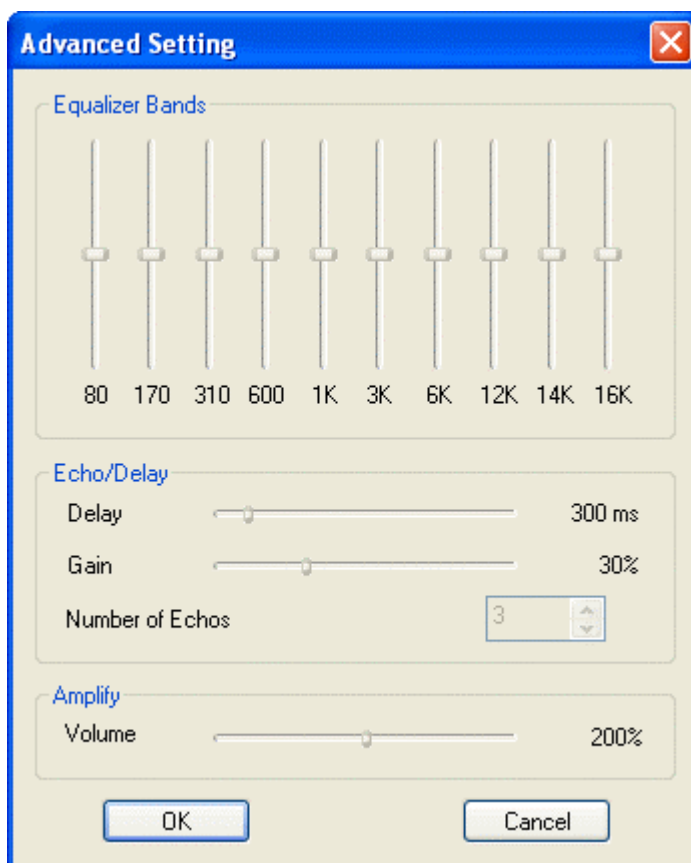 Advanced Setting
Equalizer Bands
80 170 310 600 1K 3K 6K 12K 14K 16K
Echo/Delay
Delay 300 ms
Gain 30%
Number of Echos 3
Amplify
Volume 200%
OK Cancel